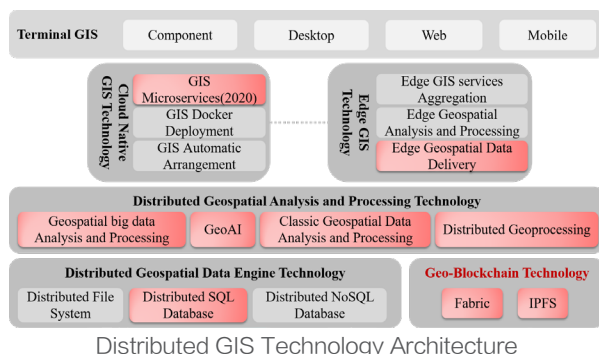 Terminal GIS
Component
Desktop
Web
Mobile
Cloud Native
GIS Technology
GIS
Microservices(2020)
GIS Docker
Deployment
GIS Automatic
Arrangement
Edge GIS
Technology
Edge GIS services
Aggregation
Edge Geospatial
Analysis and Processing
Edge Geospatial Data
Delivery
Distributed Geospatial Analysis and Processing Technology
Geospatial big data
Analysis and Processing
GeoAI
Classic Geospatial Data
Analysis and Processing
Distributed Geoprocessing
Distributed Geospatial Data Engine Technology
Distributed File
System
Distributed SQL
Database
Distributed NoSQL
Database
Geo-Blockchain Technology
Fabric
IPFS
Distributed GIS Technology Architecture